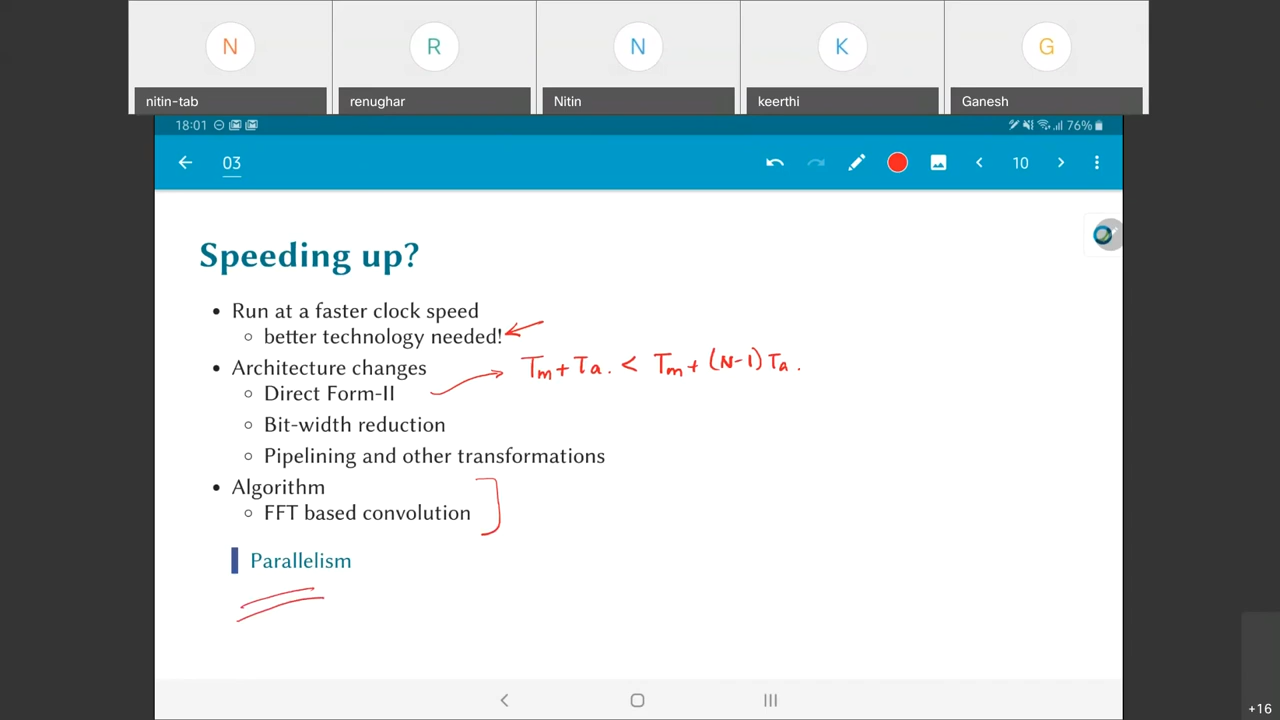 N R N K G
nitin-tab renughar Nitin keerthi Ganesh
18:01 76%
03 10
Speeding up?
• Run at a faster clock speed
○ better technology needed!
• Architecture changes
Tm + Ta. < Tm + (N-1) Ta.
○ Direct Form-II
○ Bit-width reduction
○ Pipelining and other transformations
• Algorithm
○ FFT based convolution
Parallelism
+16